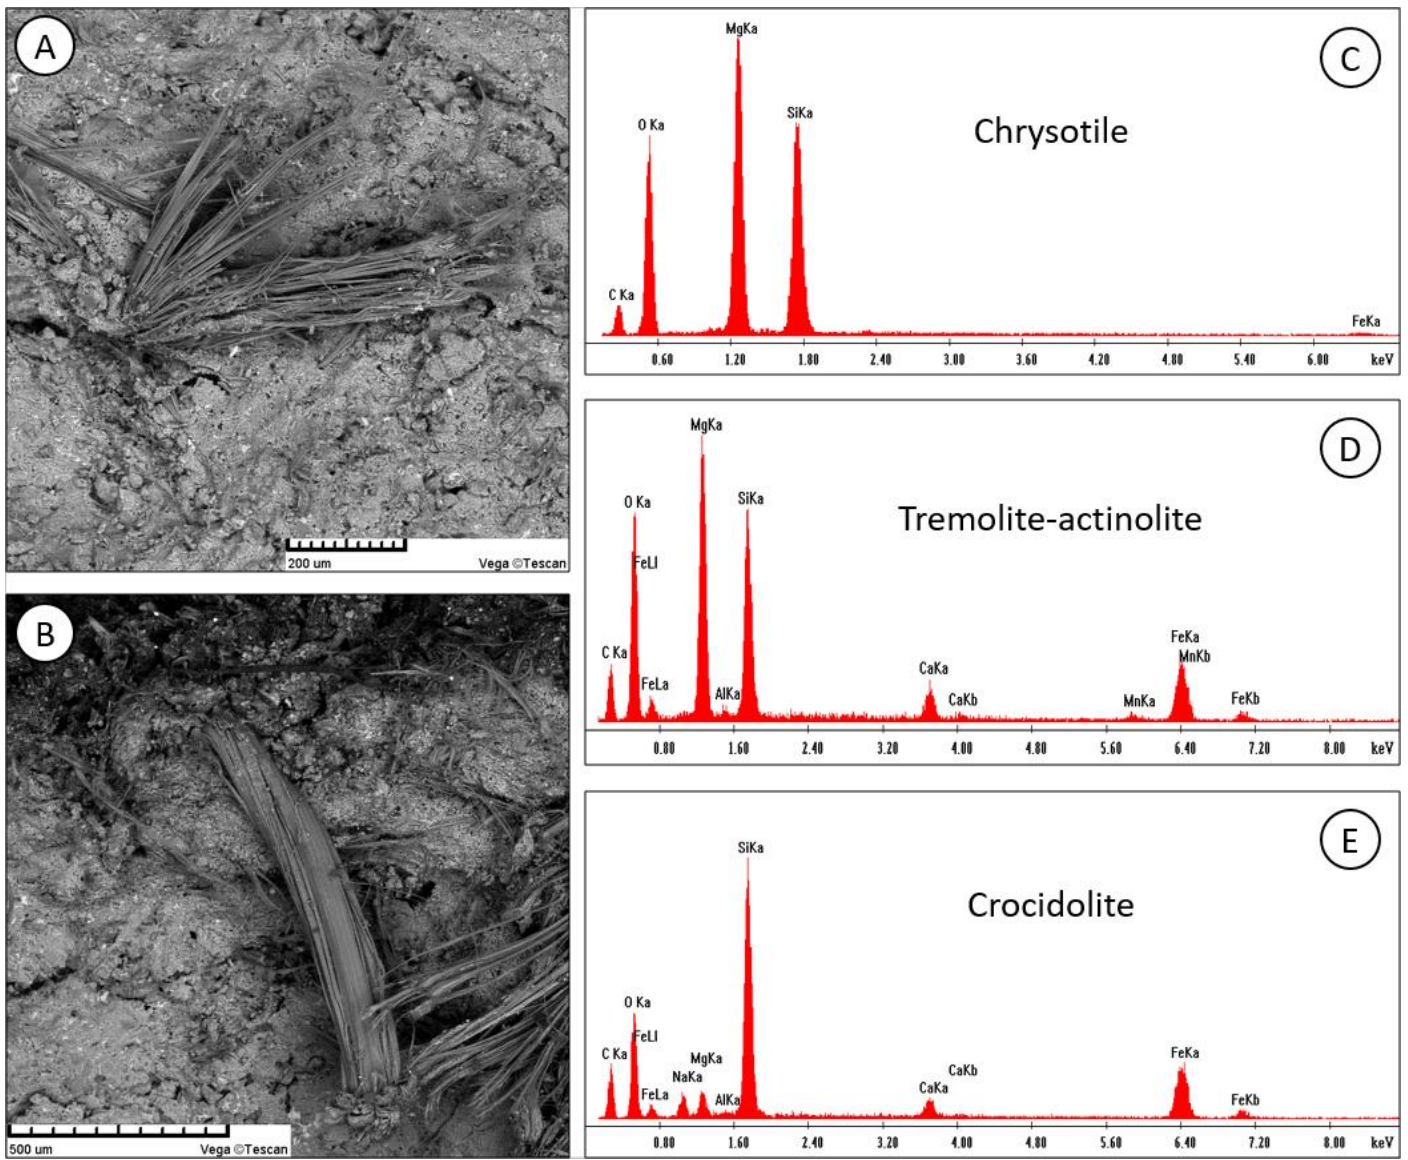 A
200 um Vega ©Tescan
B
500 um Vega ©Tescan
C
Chrysotile
MgKa
SiKa
O Ka
C Ka
FeKa
0.60 1.20 1.80 2.40 3.00 3.60 4.20 4.80 5.40 6.00 keV
D
Tremolite-actinolite
MgKa
O Ka
SiKa
FeLl
C Ka
FeLa
AlKa
CaKa
CaKb
MnKa
FeKa
MnKb
FeKb
0.80 1.60 2.40 3.20 4.00 4.80 5.60 6.40 7.20 8.00 keV
E
Crocidolite
SiKa
O Ka
FeLl
C Ka
FeLa
NaKa
MgKa
AlKa
CaKa
CaKb
FeKa
FeKb
0.80 1.60 2.40 3.20 4.00 4.80 5.60 6.40 7.20 8.00 keV